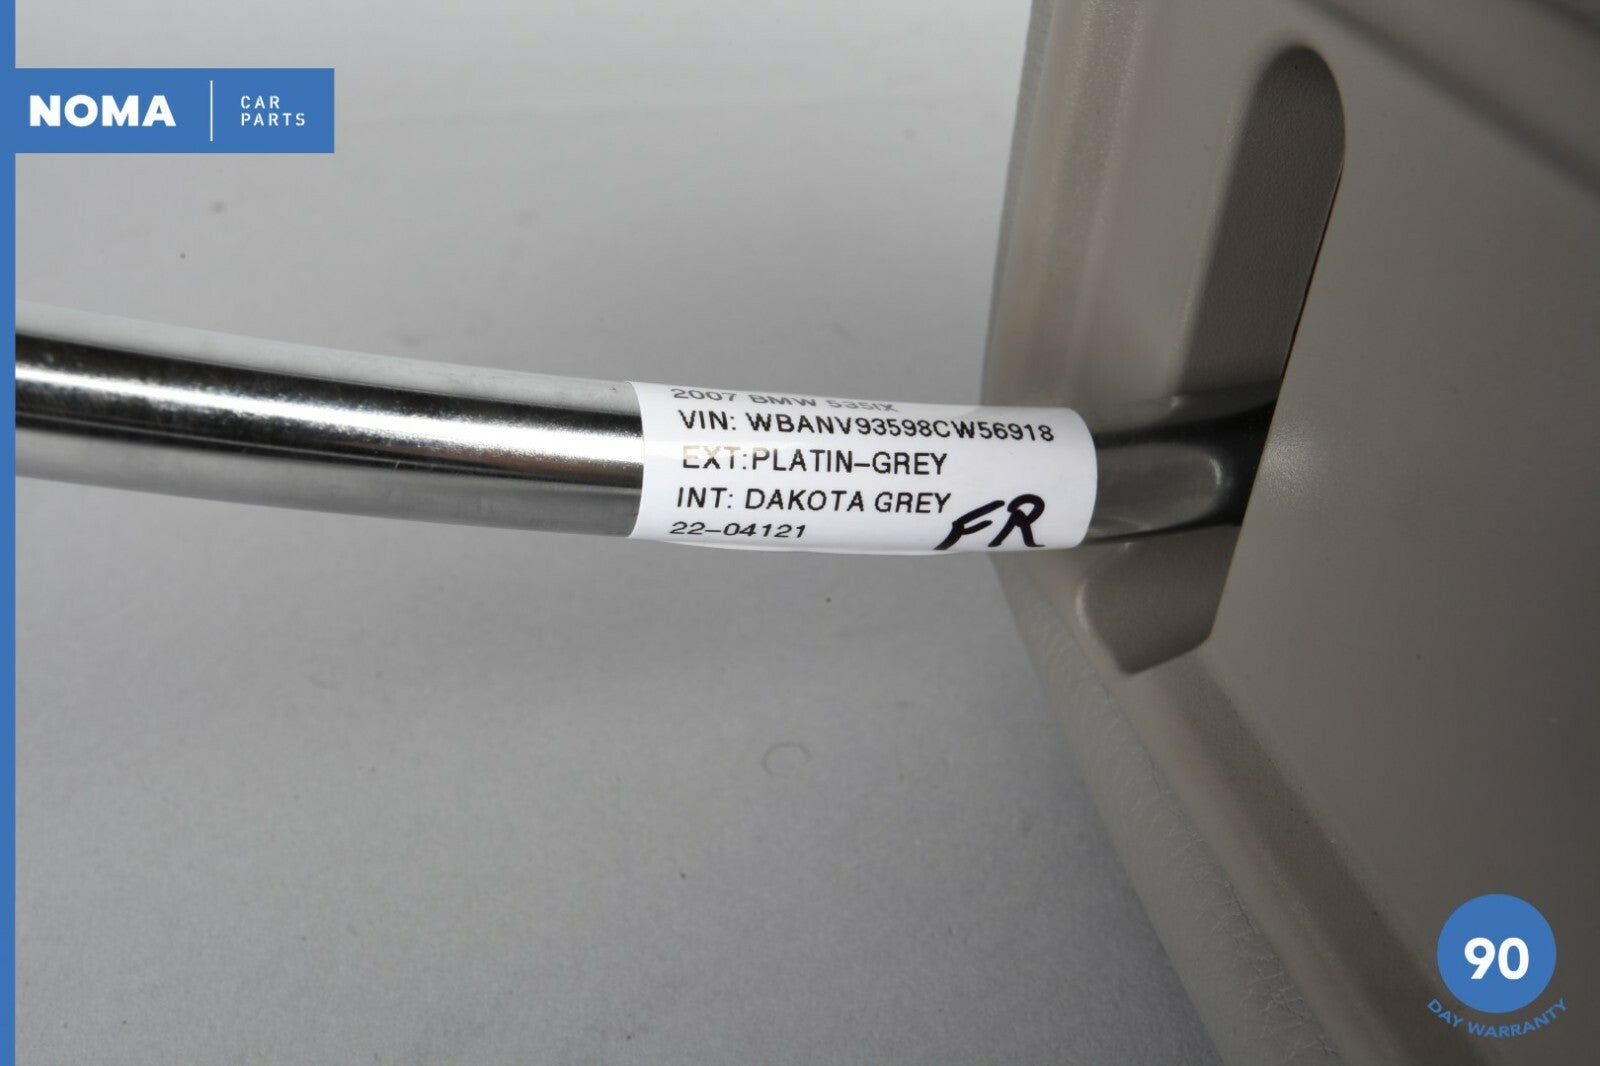 NOMA
CAR
PARTS
2007 BMW 535IX
VIN: WBANV93598CW56918
EXT:PLATIN-GREY
INT: DAKOTA GREY
22-04121
FR
90
DAY WARRANTY